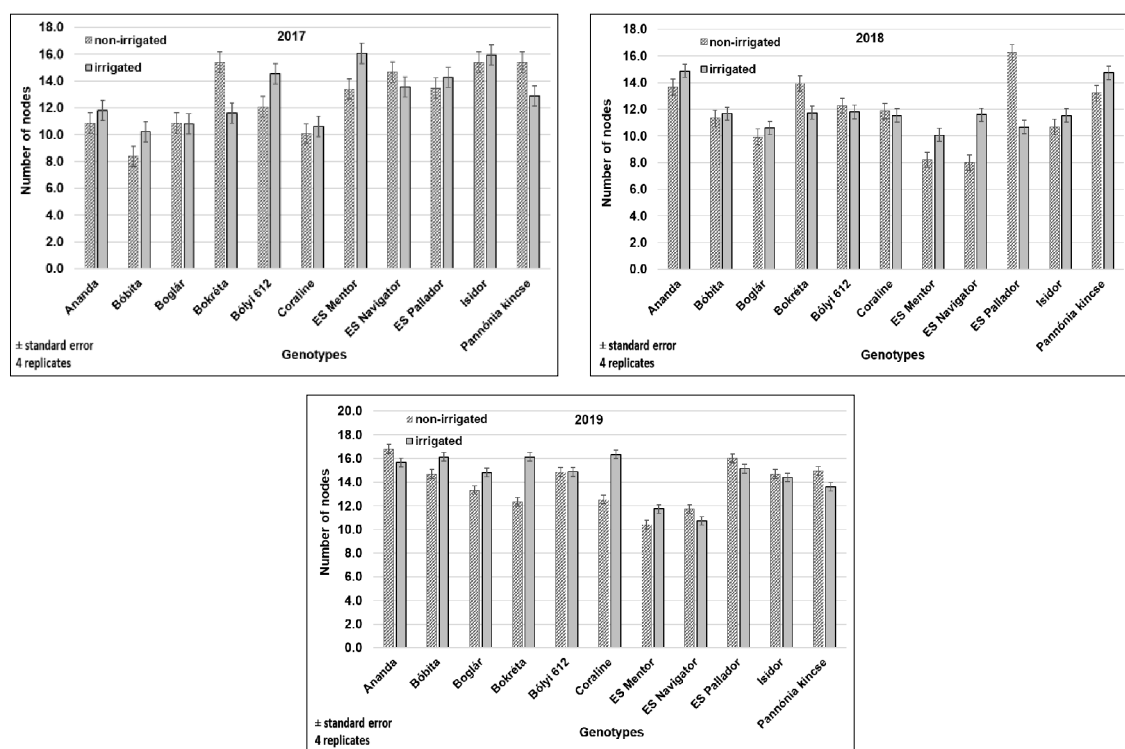 2017
non-irrigated
irrigated
Number of nodes
18.0
16.0
14.0
12.0
10.0
8.0
6.0
4.0
2.0
0.0
Ananda
Bóbita
Boglár
Bokréta
Bólyi 612
Coraline
ES Mentor
ES Navigator
ES Pallador
Isidor
Pannónia kincse
Genotypes
± standard error
4 replicates
2018
non-irrigated
irrigated
Number of nodes
18.0
16.0
14.0
12.0
10.0
8.0
6.0
4.0
2.0
0.0
Ananda
Bóbita
Boglár
Bokréta
Bólyi 612
Coraline
ES Mentor
ES Navigator
ES Pallador
Isidor
Pannónia kincse
Genotypes
± standard error
4 replicates
2019
non-irrigated
irrigated
Number of nodes
20.0
18.0
16.0
14.0
12.0
10.0
8.0
6.0
4.0
2.0
0.0
Ananda
Bóbita
Boglár
Bokréta
Bólyi 612
Coraline
ES Mentor
ES Navigator
ES Pallador
Isidor
Pannónia kincse
Genotypes
± standard error
4 replicates